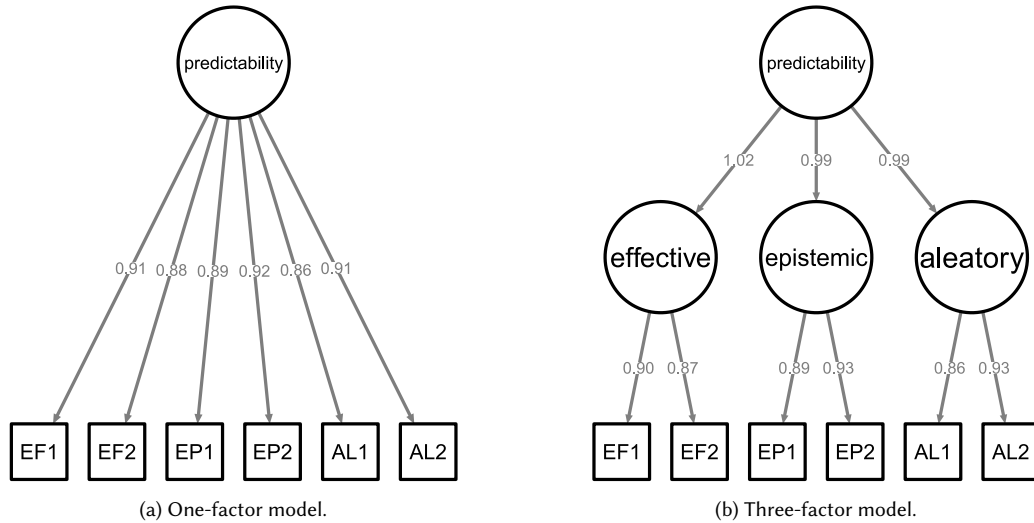 predictability
0.91 0.88 0.89 0.92 0.86 0.91
EF1 EF2 EP1 EP2 AL1 AL2
(a) One-factor model.
predictability
1.02 0.99 0.99
effective epistemic aleatory
0.90 0.87 0.89 0.93 0.86 0.93
EF1 EF2 EP1 EP2 AL1 AL2
(b) Three-factor model.